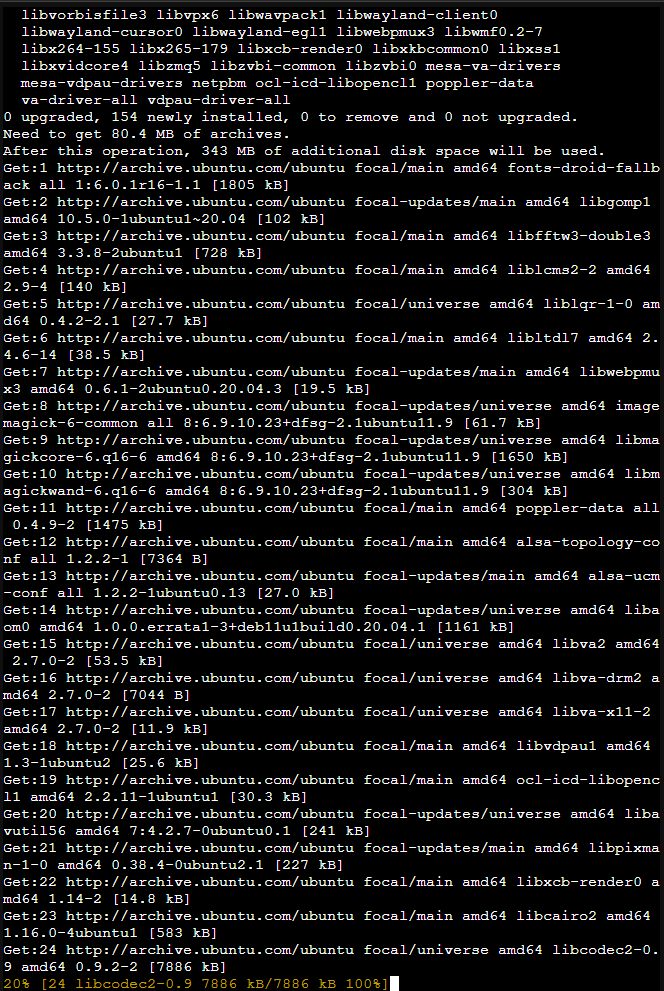 libvorbisfile3 libvpx6 libwavpack1 libwayland-client0
libwayland-cursor0 libwayland-egl1 libwebpmux3 libwmf0.2-7
libx264-155 libx265-179 libxcb-render0 libxkbcommon0 libxss1
libxvidcore4 libzmq5 libzvbi-common libzvbi0 mesa-va-drivers
mesa-vdpau-drivers netpbm ocl-icd-libopencl1 poppler-data
va-driver-all vdpau-driver-all
0 upgraded, 154 newly installed, 0 to remove and 0 not upgraded.
Need to get 80.4 MB of archives.
After this operation, 343 MB of additional disk space will be used.
Get:1 http://archive.ubuntu.com/ubuntu focal/main amd64 fonts-droid-fallb
ack all 1:6.0.1r16-1.1 [1805 kB]
Get:2 http://archive.ubuntu.com/ubuntu focal-updates/main amd64 libgomp1
amd64 10.5.0-1ubuntu1~20.04 [102 kB]
Get:3 http://archive.ubuntu.com/ubuntu focal/main amd64 libfftw3-double3
amd64 3.3.8-2ubuntu1 [728 kB]
Get:4 http://archive.ubuntu.com/ubuntu focal/main amd64 liblcms2-2 amd64
2.9-4 [140 kB]
Get:5 http://archive.ubuntu.com/ubuntu focal/universe amd64 liblqr-1-0 am
d64 0.4.2-2.1 [27.7 kB]
Get:6 http://archive.ubuntu.com/ubuntu focal/main amd64 libltdl7 amd64 2.
4.6-14 [38.5 kB]
Get:7 http://archive.ubuntu.com/ubuntu focal-updates/main amd64 libwebpmu
x3 amd64 0.6.1-2ubuntu0.20.04.3 [19.5 kB]
Get:8 http://archive.ubuntu.com/ubuntu focal-updates/universe amd64 image
magick-6-common all 8:6.9.10.23+dfsg-2.1ubuntu11.9 [61.7 kB]
Get:9 http://archive.ubuntu.com/ubuntu focal-updates/universe amd64 libma
gickcore-6.q16-6 amd64 8:6.9.10.23+dfsg-2.1ubuntu11.9 [1650 kB]
Get:10 http://archive.ubuntu.com/ubuntu focal-updates/universe amd64 libm
agickwand-6.q16-6 amd64 8:6.9.10.23+dfsg-2.1ubuntu11.9 [304 kB]
Get:11 http://archive.ubuntu.com/ubuntu focal/main amd64 poppler-data all
0.4.9-2 [1475 kB]
Get:12 http://archive.ubuntu.com/ubuntu focal/main amd64 alsa-topology-co
nf all 1.2.2-1 [7364 B]
Get:13 http://archive.ubuntu.com/ubuntu focal-updates/main amd64 alsa-ucm
-conf all 1.2.2-1ubuntu0.13 [27.0 kB]
Get:14 http://archive.ubuntu.com/ubuntu focal-updates/universe amd64 liba
om0 amd64 1.0.0.errata1-3+deb11u1build0.20.04.1 [1161 kB]
Get:15 http://archive.ubuntu.com/ubuntu focal/universe amd64 libva2 amd64
2.7.0-2 [53.5 kB]
Get:16 http://archive.ubuntu.com/ubuntu focal/universe amd64 libva-drm2 a
md64 2.7.0-2 [7044 B]
Get:17 http://archive.ubuntu.com/ubuntu focal/universe amd64 libva-x11-2
amd64 2.7.0-2 [11.9 kB]
Get:18 http://archive.ubuntu.com/ubuntu focal/main amd64 libvdpau1 amd64
1.3-1ubuntu2 [25.6 kB]
Get:19 http://archive.ubuntu.com/ubuntu focal/main amd64 ocl-icd-libopenc
l1 amd64 2.2.11-1ubuntu1 [30.3 kB]
Get:20 http://archive.ubuntu.com/ubuntu focal-updates/universe amd64 liba
vutil56 amd64 7:4.2.7-0ubuntu0.1 [241 kB]
Get:21 http://archive.ubuntu.com/ubuntu focal-updates/main amd64 libpixma
n-1-0 amd64 0.38.4-0ubuntu2.1 [227 kB]
Get:22 http://archive.ubuntu.com/ubuntu focal/main amd64 libxcb-render0 a
md64 1.14-2 [14.8 kB]
Get:23 http://archive.ubuntu.com/ubuntu focal/main amd64 libcairo2 amd64
1.16.0-4ubuntu1 [583 kB]
Get:24 http://archive.ubuntu.com/ubuntu focal/universe amd64 libcodec2-0.
9 amd64 0.9.2-2 [7886 kB]
20% [24 libcodec2-0.9 7886 kB/7886 kB 100%]